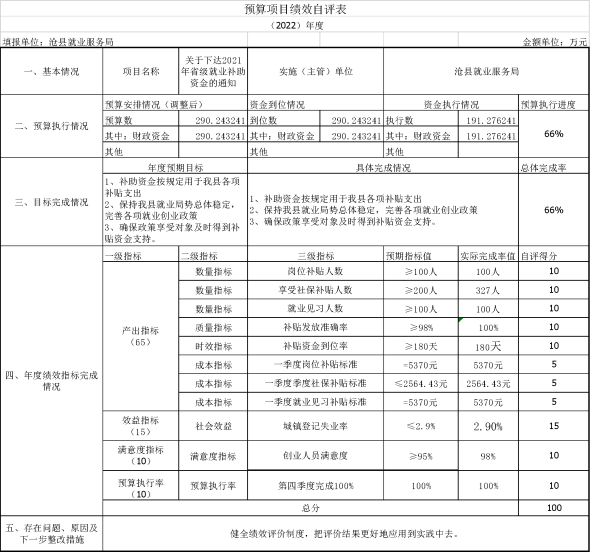 预算项目绩效自评表
（2022）年度
填报单位：沧县就业服务局 金额单位：万元
一、基本情况 项目名称 关于下达2021年省级就业补助资金的通知 实施（主管）单位 沧县就业服务局
二、预算执行情况 预算安排情况（调整后） 资金到位情况 资金执行情况 预算执行进度
预算数 290.243241 到位数 290.243241 执行数 191.276241 66%
其中：财政资金 290.243241 其中：财政资金 290.243241 其中：财政资金 191.276241
其他 其他 其他
三、目标完成情况 年度预期目标 具体完成情况 总体完成率
1、补助资金按规定用于我县各项补贴支出
2、保持我县就业局势总体稳定，完善各项就业创业政策
3、确保政策享受对象及时得到补贴资金支持。
1、补助资金按规定用于我县各项补贴支出
2、保持我县就业局势总体稳定，完善各项就业创业政策
3、确保政策享受对象及时得到补贴资金支持。
66%
四、年度绩效指标完成情况 一级指标 二级指标 三级指标 预期指标值 实际完成率值 自评得分
产出指标（65） 数量指标 岗位补贴人数 ≥100人 100人 10
数量指标 享受社保补贴人数 ≥200人 327人 10
数量指标 就业见习人数 ≥100人 100人 10
质量指标 补贴发放准确率 ≥98% 100% 10
时效指标 补贴资金到位率 ≥180天 180天 10
成本指标 一季度岗位补贴标准 =5370元 5370元 5
成本指标 一季度季度社保补贴标准 ≤2564.43元 2564.43元 5
成本指标 一季度就业见习补贴标准 =5370元 5370元 5
效益指标（15） 社会效益 城镇登记失业率 ≤2.9% 2.90% 15
满意度指标（10） 满意度指标 创业人员满意度 ≥95% 98% 10
预算执行率（10） 预算执行率 第四季度完成100% 100% 100% 10
总分 100
五、存在问题、原因及下一步整改措施 健全绩效评价制度，把评价结果更好地应用到实践中去。